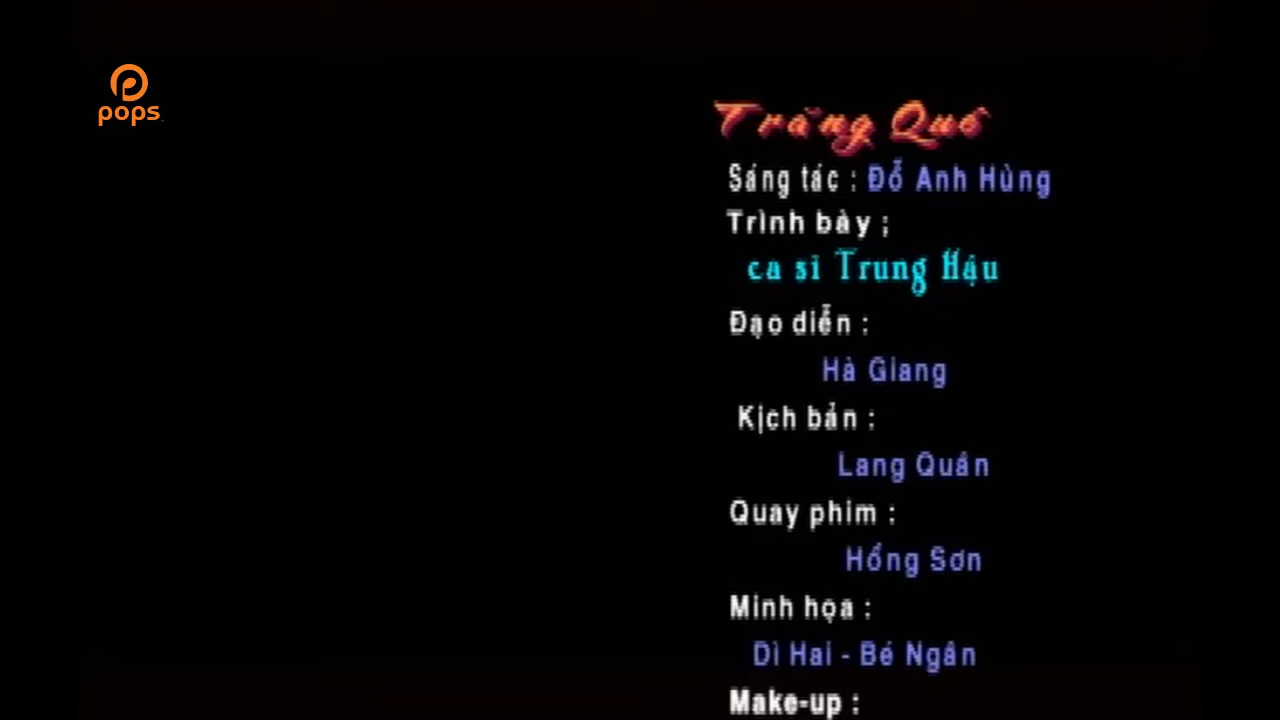 pops
Trăng Quê
Sáng tác : Đỗ Anh Hùng
Trình bày ;
ca sĩ Trung Hậu
Đạo diễn :
Hà Giang
Kịch bản :
Lang Quân
Quay phim :
Hồng Sơn
Minh họa :
Dì Hai - Bé Ngân
Make-up :